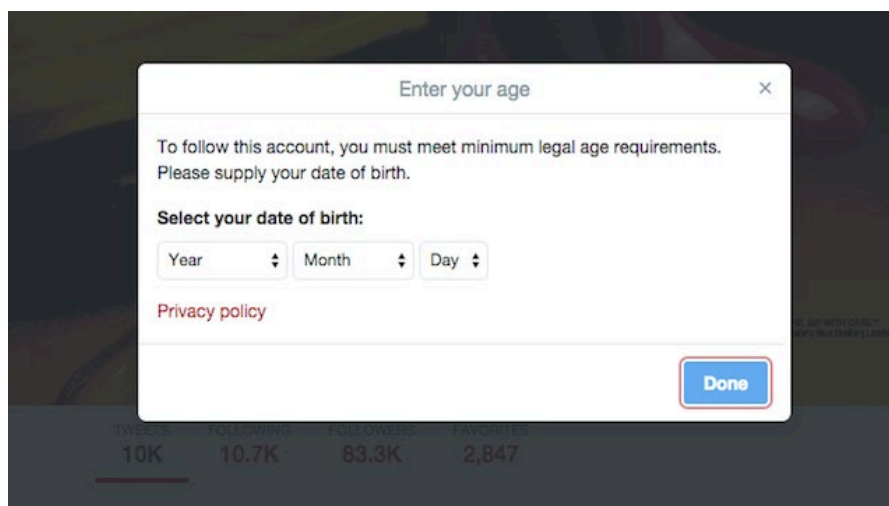 Enter your age ×
To follow this account, you must meet minimum legal age requirements.
Please supply your date of birth.
Select your date of birth:
Year Month Day
Privacy policy
Done
TWEETS FOLLOWING FOLLOWERS FAVORITES
10K 10.7K 83.3K 2,847